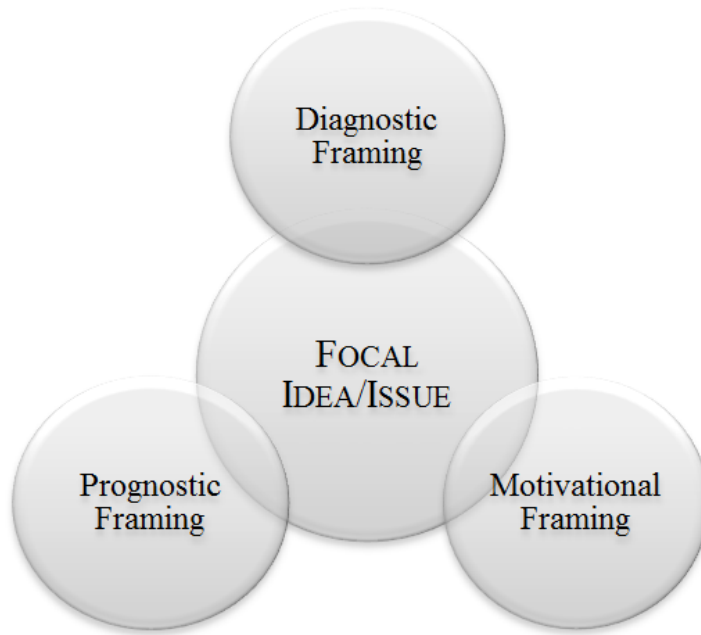 Diagnostic
Framing
FOCAL
IDEA/ISSUE
Prognostic
Framing
Motivational
Framing